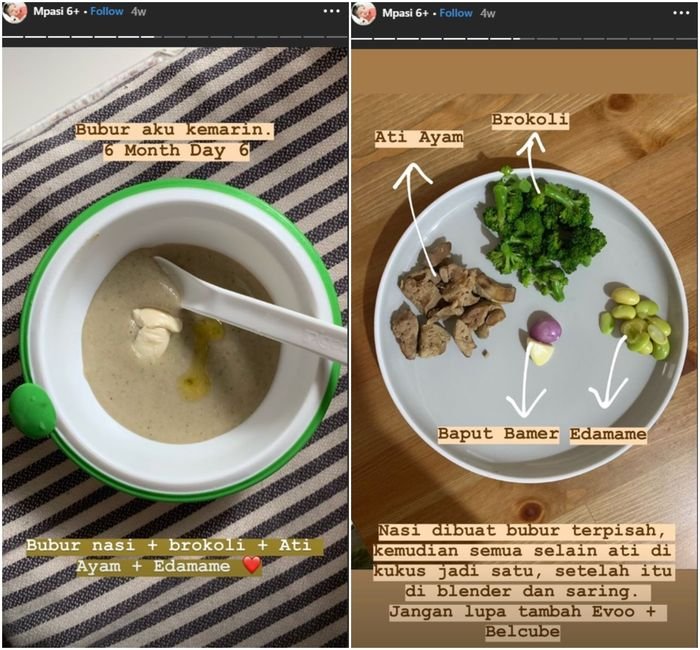 Mpasi 6+ • Follow 4w
Bubur aku kemarin.
6 Month Day 6
Bubur nasi + brokoli + Ati
Ayam + Edamame ❤️
Mpasi 6+ • Follow 4w
Brokoli
Ati Ayam
Baput Bamer
Edamame
Nasi dibuat bubur terpisah,
kemudian semua selain ati di
kukus jadi satu, setelah itu
di blender dan saring.
Jangan lupa tambah Evoo +
Belcube